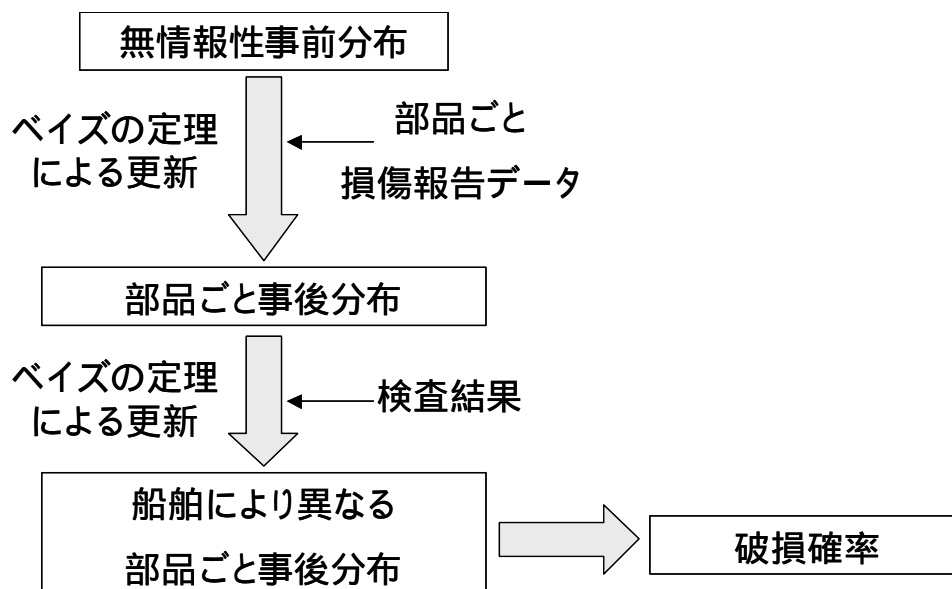 無情報性事前分布
ベイズの定理
による更新
部品ごと
損傷報告データ
部品ごと事後分布
ベイズの定理
による更新
検査結果
船舶により異なる
部品ごと事後分布
破損確率